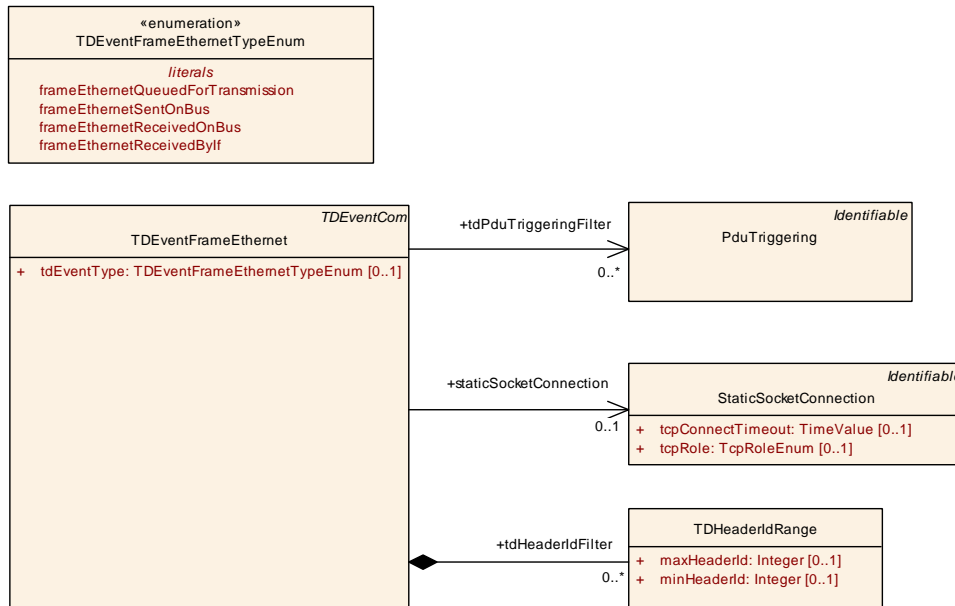 «enumeration»
TDEventFrameEthernetTypeEnum
literals
frameEthernetQueuedForTransmission
frameEthernetSentOnBus
frameEthernetReceivedOnBus
frameEthernetReceivedByIf
TDEventCom
TDEventFrameEthernet
+ tdEventType: TDEventFrameEthernetTypeEnum [0..1]
+tdPduTriggeringFilter
0..*
Identifiable
PduTriggering
+staticSocketConnection
0..1
Identifiable
StaticSocketConnection
+ tcpConnectTimeout: TimeValue [0..1]
+ tcpRole: TcpRoleEnum [0..1]
+tdHeaderIdFilter
0..*
TDHeaderIdRange
+ maxHeaderId: Integer [0..1]
+ minHeaderId: Integer [0..1]